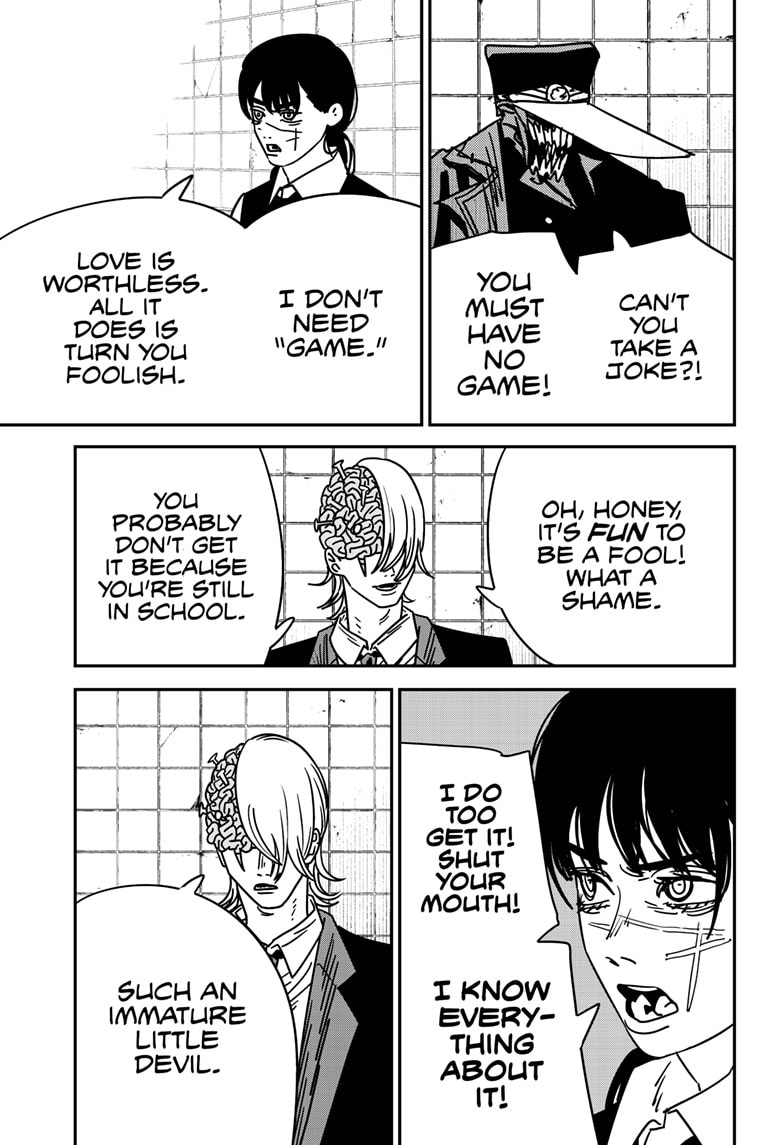 CAN'T
YOU
TAKE A
JOKE?!
YOU
MUST
HAVE
NO
GAME!
I DON'T
NEED
"GAME."
LOVE IS
WORTHLESS.
ALL IT
DOES IS
TURN YOU
FOOLISH.
OH, HONEY,
IT'S FUN TO
BE A FOOL!
WHAT A
SHAME.
YOU
PROBABLY
DON'T GET
IT BECAUSE
YOU'RE STILL
IN SCHOOL.
I DO
TOO
GET IT!
SHUT
YOUR
MOUTH!
I KNOW
EVERY-
THING
ABOUT
IT!
SUCH AN
IMMATURE
LITTLE
DEVIL.